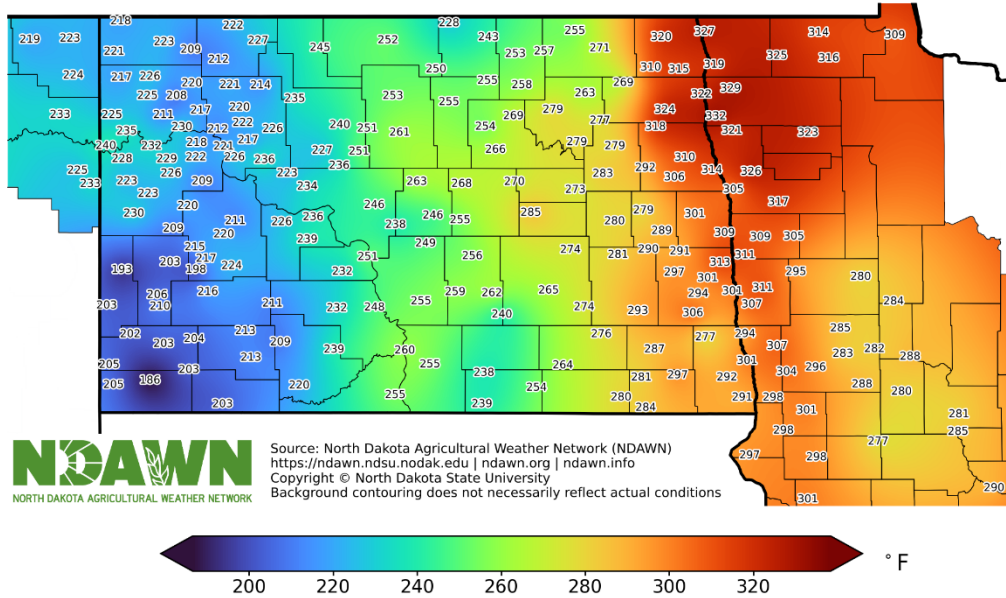 218 222 228
219 223 223 227 252 243 255 320 327 314 309
221 209 212 245 253 257 271 325 316
224 217 226 220 221 214 250 255 258 269 310 315 319
225 208 235 253 255 263 322 329
233 225 211 217 220 240 251 269 279 277 324 332
235 230 212 222 226 261 254 318 321 323
240 232 218 221 217 227 251 266 279 279 310
228 229 222 226 236 236 283 292 314
225 226 223 306 326
233 223 209 234 263 268 270 273 305
223 220 246 317
230 211 226 236 246 255 285 280 279 301
209 220 239 238 289 309 309 305
215 249 274 290 291 311
203 217 251 256 281 313
193 198 224 232 297 301 295 280
206 216 255 259 262 265 294 301 311
203 210 211 232 248 240 274 293 306 307 284
202 204 213 276 277 294 285
203 209 239 260 287 307 283 282
205 203 213 255 238 264 301 304 296 288
205 186 220 254 281 297 292 288 280
203 255 239 280 284 291 298 301 281
298 277 285
297 298
301 290
NDAWN
NORTH DAKOTA AGRICULTURAL WEATHER NETWORK
Source: North Dakota Agricultural Weather Network (NDAWN)
https://ndawn.ndsu.nodak.edu | ndawn.org | ndawn.info
Copyright © North Dakota State University
Background contouring does not necessarily reflect actual conditions
200 220 240 260 280 300 320
° F